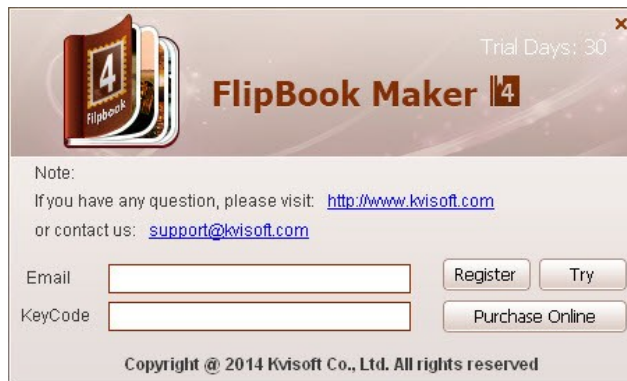 Trial Days: 30
4
Flipbook
FlipBook Maker 4
Note:
If you have any question, please visit: http://www.kvisoft.com
or contact us: support@kvisoft.com
Email
Register Try
KeyCode
Purchase Online
Copyright @ 2014 Kvisoft Co., Ltd. All rights reserved